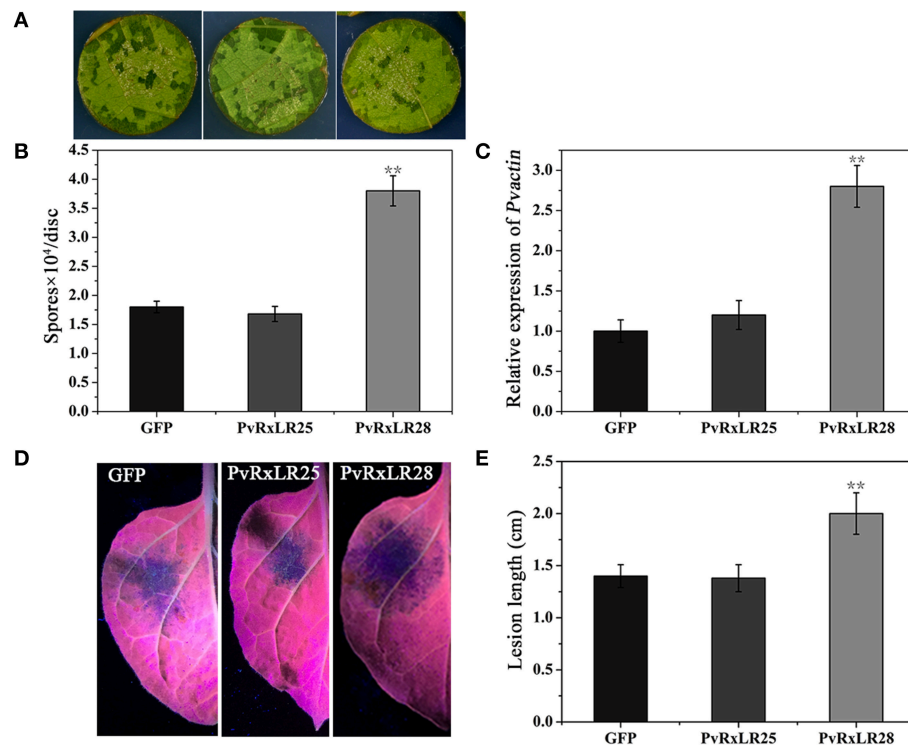 A
B
Spores×10⁴/disc
4.5
4.0
3.5
3.0
2.5
2.0
1.5
1.0
0.5
0.0
**
GFP PvRxLR25 PvRxLR28
C
Relative expression of Pvactin
3.0
2.5
2.0
1.5
1.0
0.5
0.0
**
GFP PvRxLR25 PvRxLR28
D
GFP PvRxLR25 PvRxLR28
E
Lesion length (cm)
2.5
2.0
1.5
1.0
0.5
0.0
**
GFP PvRxLR25 PvRxLR28